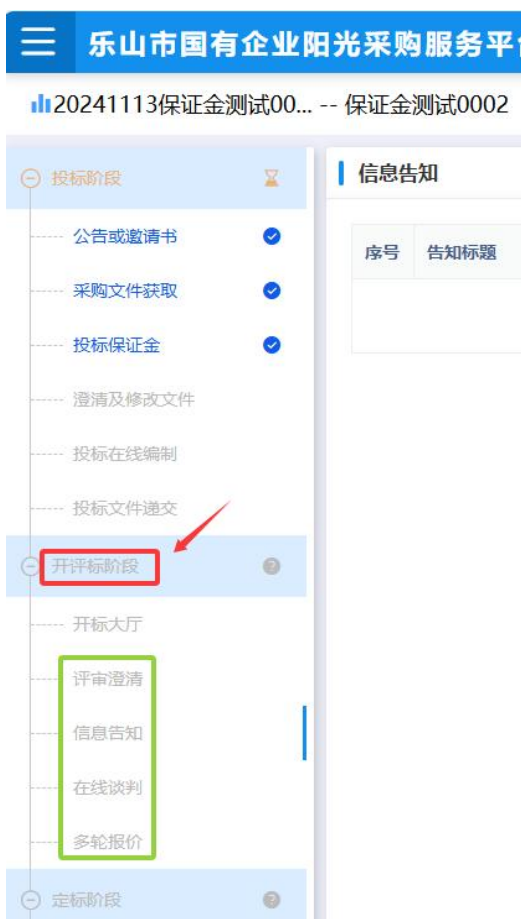 乐山市国有企业阳光采购服务平台
20241113保证金测试00... -- 保证金测试0002
投标阶段
信息告知
公告或邀请书
序号 告知标题
采购文件获取
投标保证金
澄清及修改文件
投标在线编制
投标文件递交
开评标阶段
开标大厅
评审澄清
信息告知
在线谈判
多轮报价
定标阶段